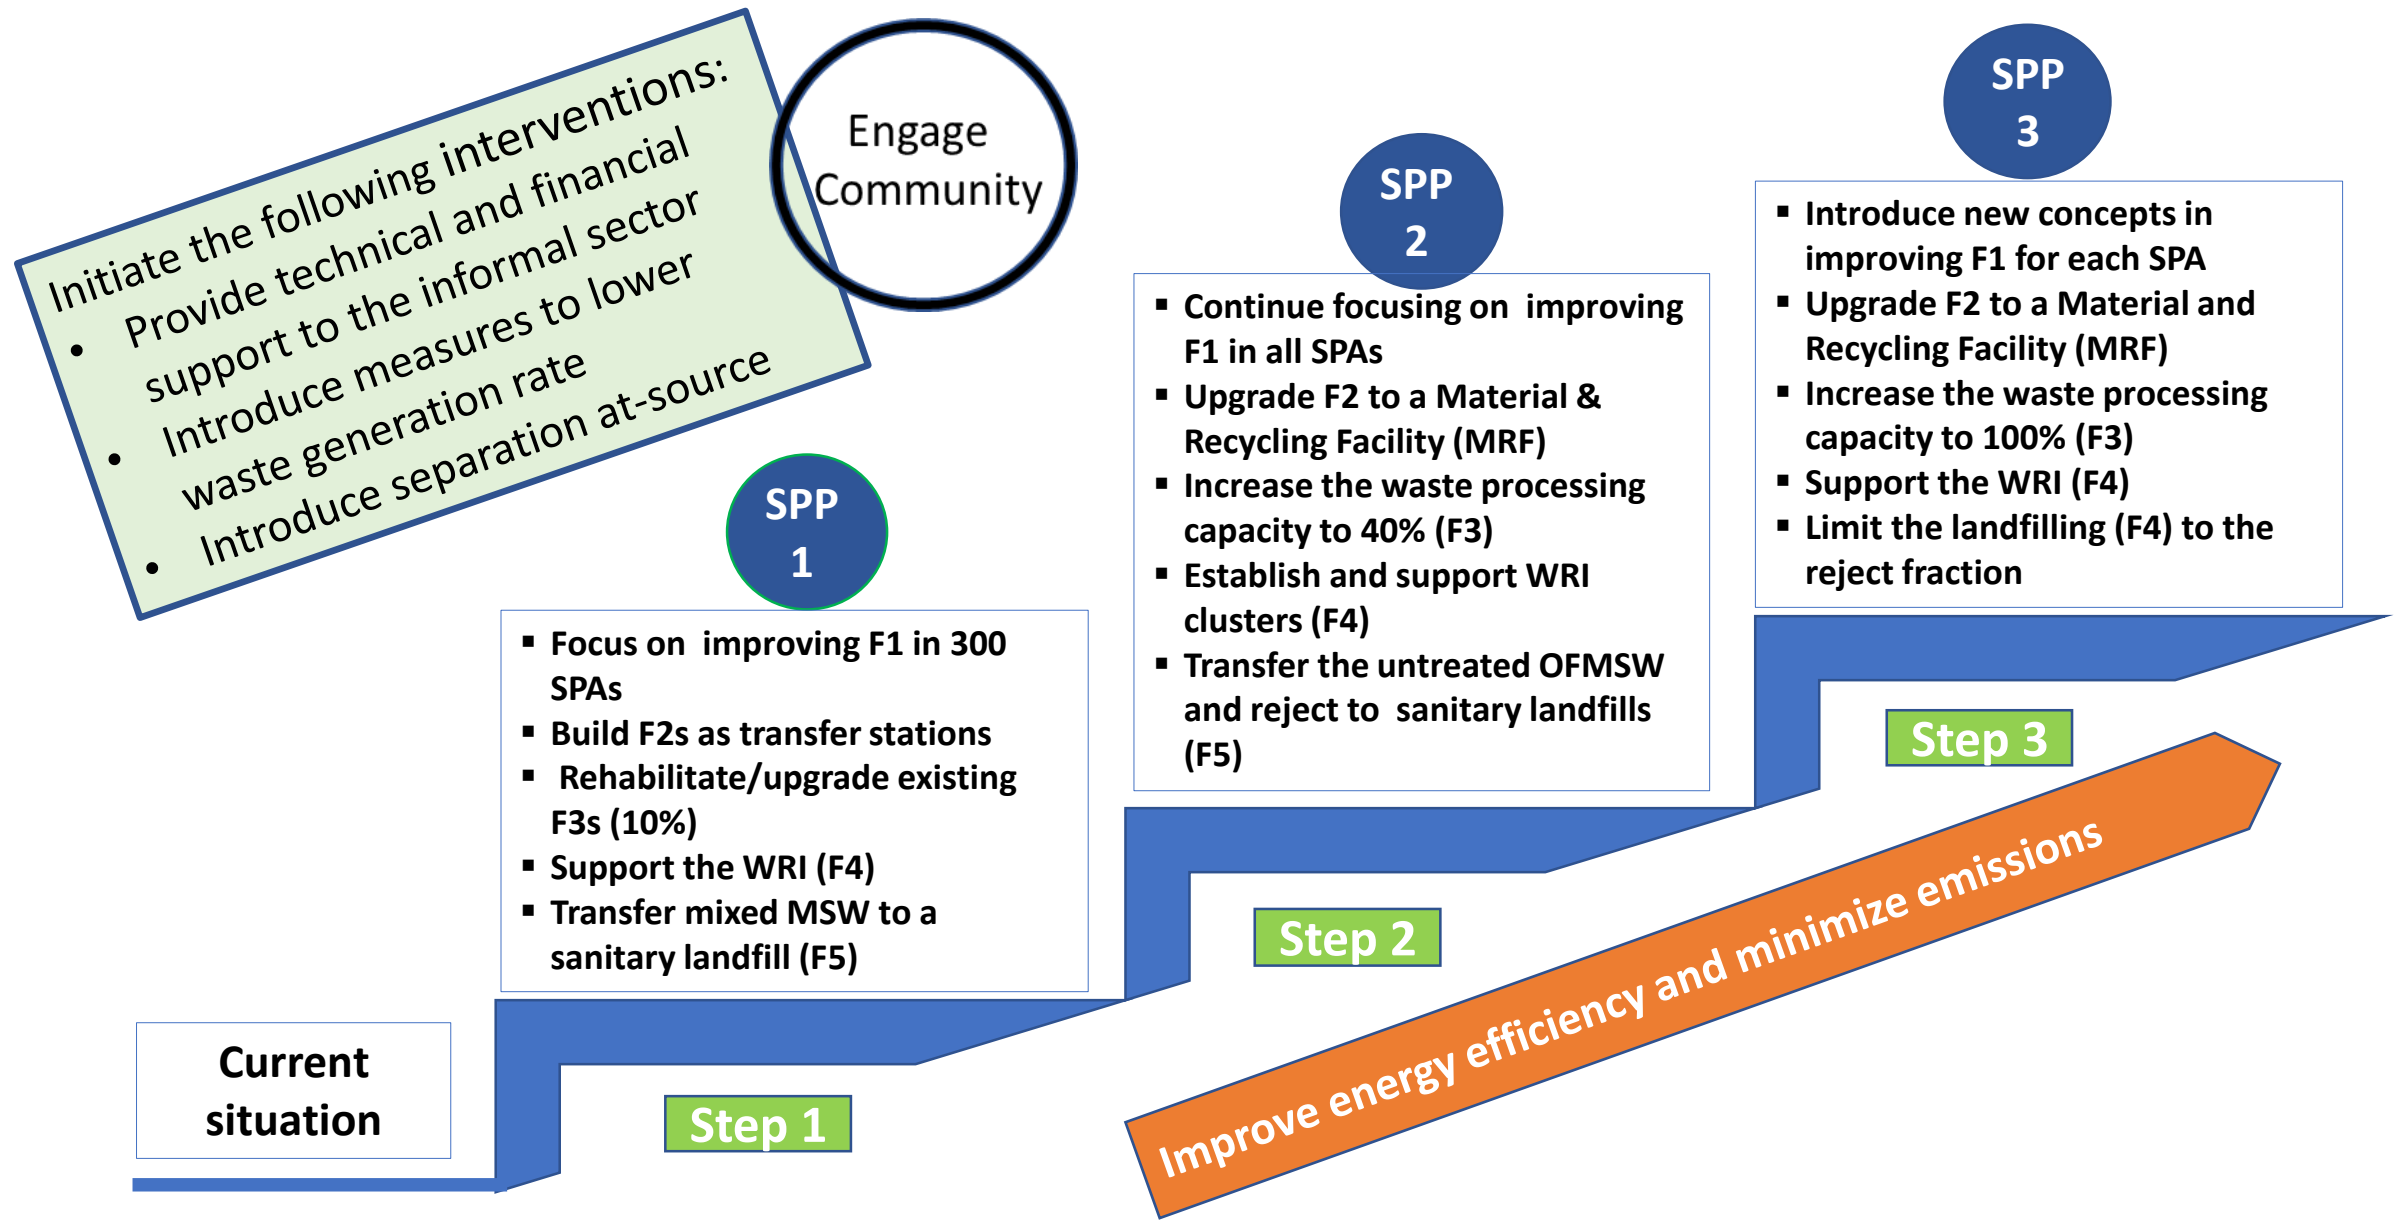 Initiate the following interventions:
• Provide technical and financial
support to the informal sector
• Introduce measures to lower
waste generation rate
• Introduce separation at-source
Engage
Community
SPP
1
▪ Focus on improving F1 in 300
SPAs
▪ Build F2s as transfer stations
▪ Rehabilitate/upgrade existing
F3s (10%)
▪ Support the WRI (F4)
▪ Transfer mixed MSW to a
sanitary landfill (F5)
SPP
2
▪ Continue focusing on improving
F1 in all SPAs
▪ Upgrade F2 to a Material &
Recycling Facility (MRF)
▪ Increase the waste processing
capacity to 40% (F3)
▪ Establish and support WRI
clusters (F4)
▪ Transfer the untreated OFMSW
and reject to sanitary landfills
(F5)
SPP
3
▪ Introduce new concepts in
improving F1 for each SPA
▪ Upgrade F2 to a Material and
Recycling Facility (MRF)
▪ Increase the waste processing
capacity to 100% (F3)
▪ Support the WRI (F4)
▪ Limit the landfilling (F4) to the
reject fraction
Current
situation
Step 1
Step 2
Step 3
Improve energy efficiency and minimize emissions